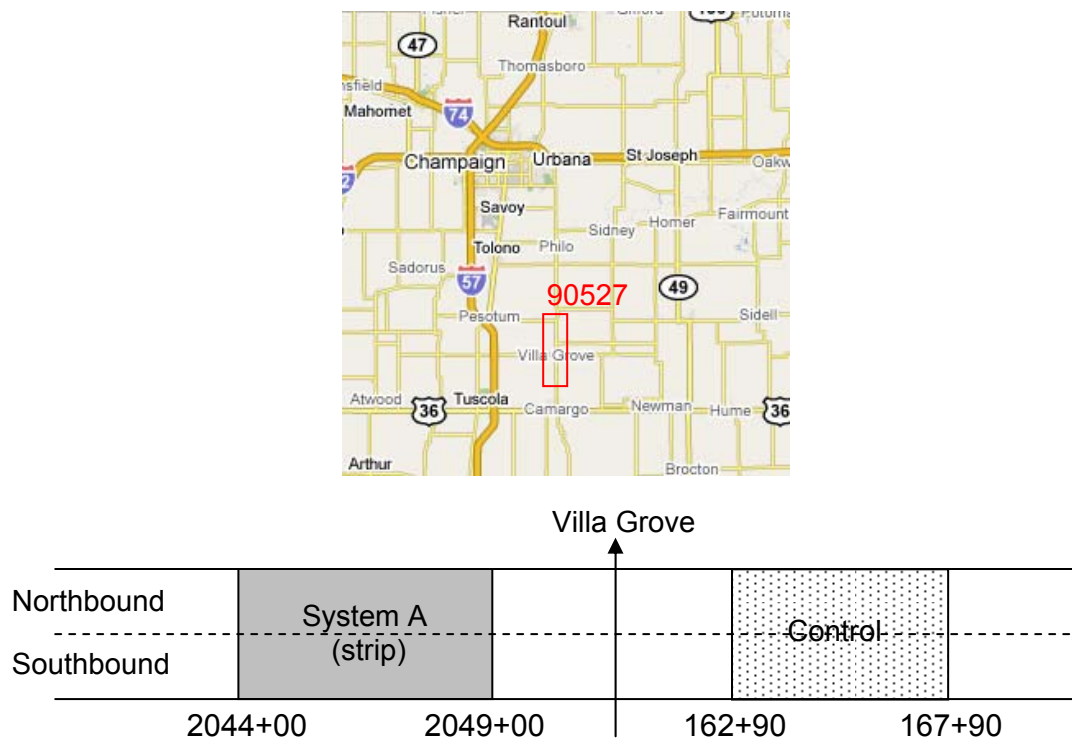 Rantoul
47
Thomasboro
nsfield
Mahomet
74
Champaign
Urbana
St Joseph
Oakw
Savoy
Fairmount
Homer
Sidney
Tolono
Philo
Sadorus
57
49
90527
Pesotum
Sidell
Villa Grove
Atwood
Tuscola
36
Camargo
Newman
Hume
36
Arthur
Brocton
Villa Grove
Northbound
System A
(strip)
Control
Southbound
2044+00
2049+00
162+90
167+90